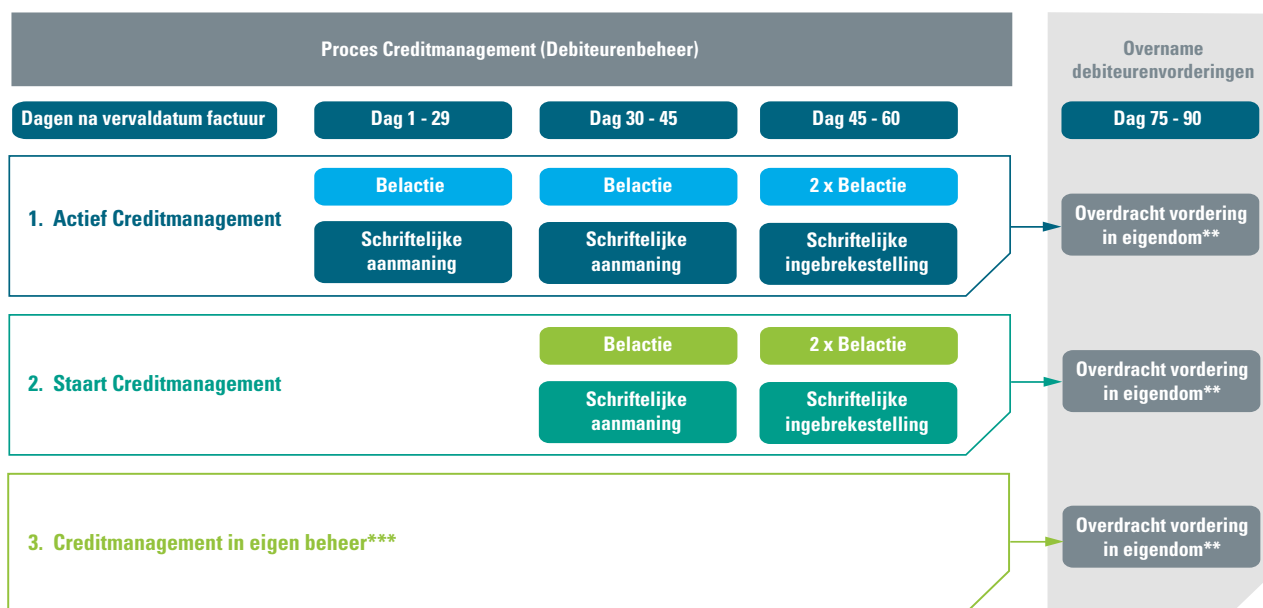 Proces Creditmanagement (Debiteurenbeheer)
Overname
debiteurenvorderingen
Dagen na vervaldatum factuur
Dag 1 - 29
Dag 30 - 45
Dag 45 - 60
Dag 75 - 90
1. Actief Creditmanagement
Belactie
Belactie
2 x Belactie
Schriftelijke
aanmaning
Schriftelijke
aanmaning
Schriftelijke
ingebrekestelling
Overdracht vordering
in eigendom**
2. Staart Creditmanagement
Belactie
2 x Belactie
Schriftelijke
aanmaning
Schriftelijke
ingebrekestelling
Overdracht vordering
in eigendom**
3. Creditmanagement in eigen beheer***
Overdracht vordering
in eigendom**